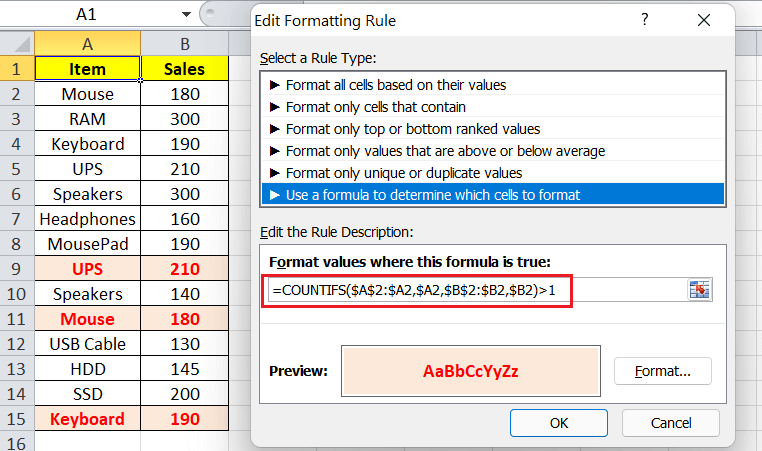 A1
A B
1 Item Sales
2 Mouse 180
3 RAM 300
4 Keyboard 190
5 UPS 210
6 Speakers 300
7 Headphones 160
8 MousePad 190
9 UPS 210
10 Speakers 140
11 Mouse 180
12 USB Cable 130
13 HDD 145
14 SSD 200
15 Keyboard 190
16
Edit Formatting Rule ?
Select a Rule Type:
► Format all cells based on their values
► Format only cells that contain
► Format only top or bottom ranked values
► Format only values that are above or below average
► Format only unique or duplicate values
► Use a formula to determine which cells to format
Edit the Rule Description:
Format values where this formula is true:
=COUNTIFS($A$2:$A2,$A2,$B$2:$B2,$B2)>1
Preview: AaBbCcYyZz Format...
OK Cancel